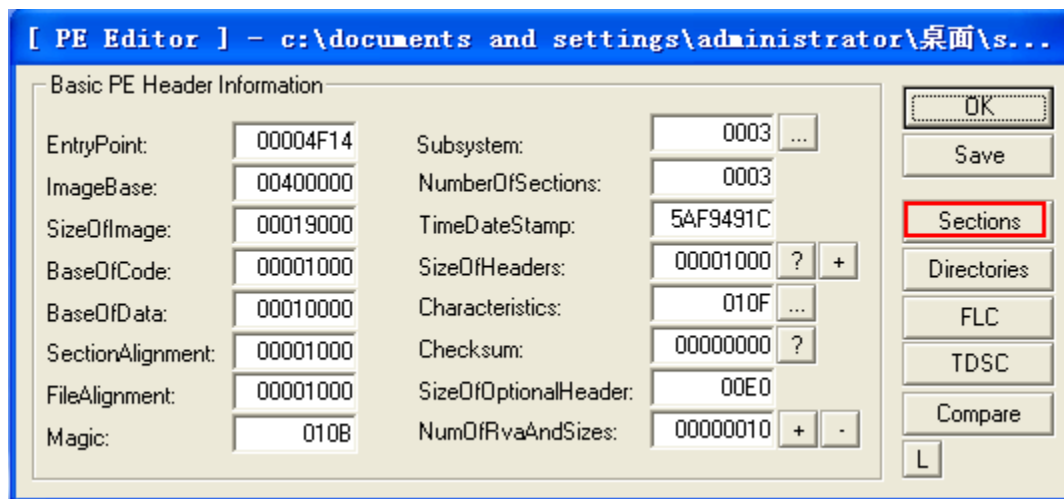 [ PE Editor ] - c:\documents and settings\administrator\桌面\s...
Basic PE Header Information
EntryPoint: 00004F14 Subsystem: 0003 ...
ImageBase: 00400000 NumberOfSections: 0003
SizeOfImage: 00019000 TimeDateStamp: 5AF9491C
BaseOfCode: 00001000 SizeOfHeaders: 00001000 ? +
BaseOfData: 00010000 Characteristics: 010F ...
SectionAlignment: 00001000 Checksum: 00000000 ?
FileAlignment: 00001000 SizeOfOptionalHeader: 00E0
Magic: 010B NumOfRvaAndSizes: 00000010 + -
OK
Save
Sections
Directories
FLC
TDSC
Compare
L